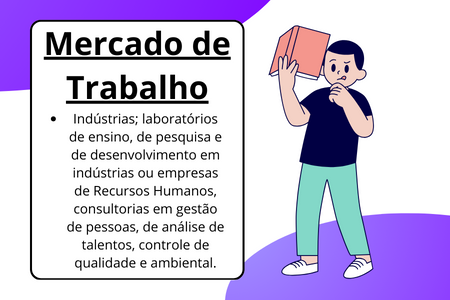 Mercado de
Trabalho
• Indústrias; laboratórios
de ensino, de pesquisa e
de desenvolvimento em
indústrias ou empresas
de Recursos Humanos,
consultorias em gestão
de pessoas, de análise de
talentos, controle de
qualidade e ambiental.